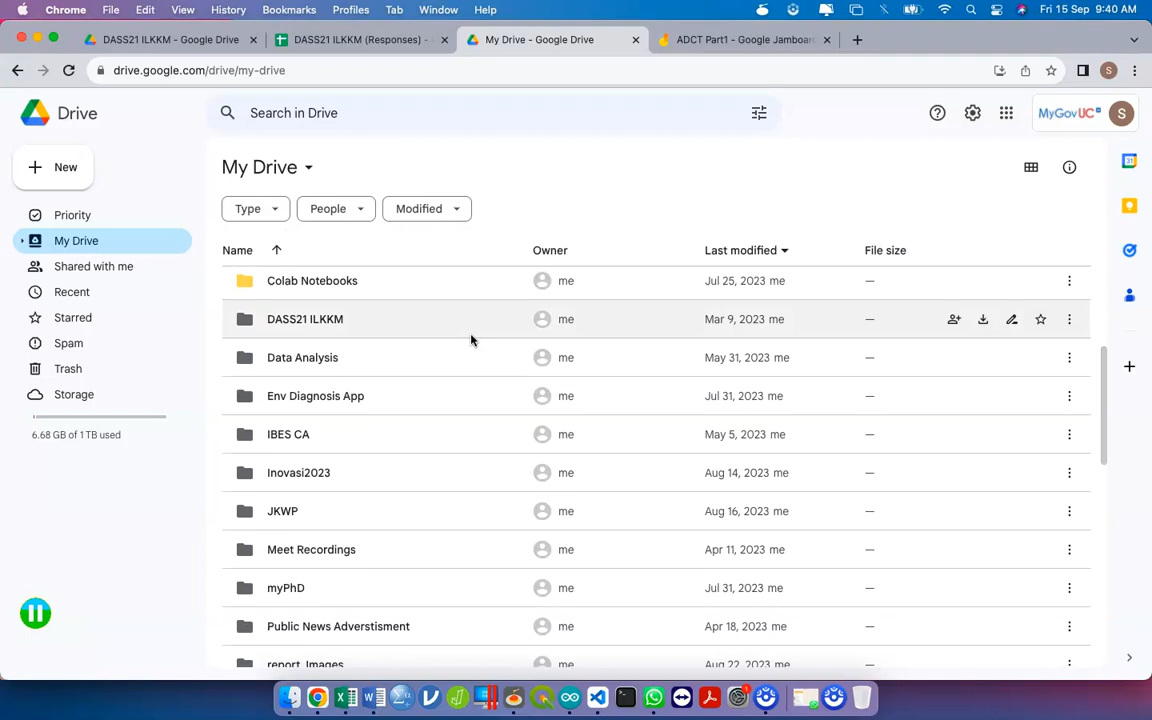 Chrome File Edit View History Bookmarks Profiles Tab Window Help Fri 15 Sep 9:40 AM
DASS21 ILKKM - Google Drive DASS21 ILKKM (Responses) - My Drive - Google Drive ADCT Part1 - Google Jamboard
drive.google.com/drive/my-drive S
Drive Search in Drive MyGovUC S
My Drive
New
Type People Modified
Priority
My Drive
Name Owner Last modified File size
Shared with me
Colab Notebooks me Jul 25, 2023 me —
Recent
Starred
DASS21 ILKKM me Mar 9, 2023 me —
Spam
Data Analysis me May 31, 2023 me —
Trash
Storage
Env Diagnosis App me Jul 31, 2023 me —
6.68 GB of 1 TB used
IBES CA me May 5, 2023 me —
Inovasi2023 me Aug 14, 2023 me —
JKWP me Aug 16, 2023 me —
Meet Recordings me Apr 11, 2023 me —
myPhD me Jul 31, 2023 me —
Public News Adverstisment me Apr 18, 2023 me —
report_Images me Aug 22, 2023 me —